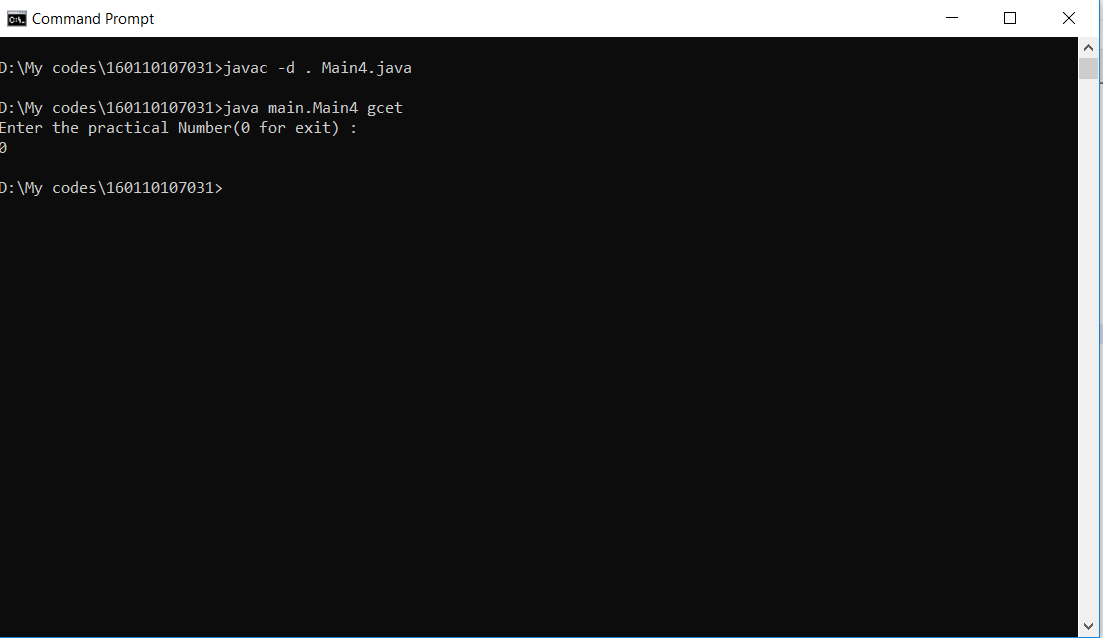 Command Prompt
D:\My codes\160110107031>javac -d . Main4.java
D:\My codes\160110107031>java main.Main4 gcet
Enter the practical Number(0 for exit) :
0
D:\My codes\160110107031>